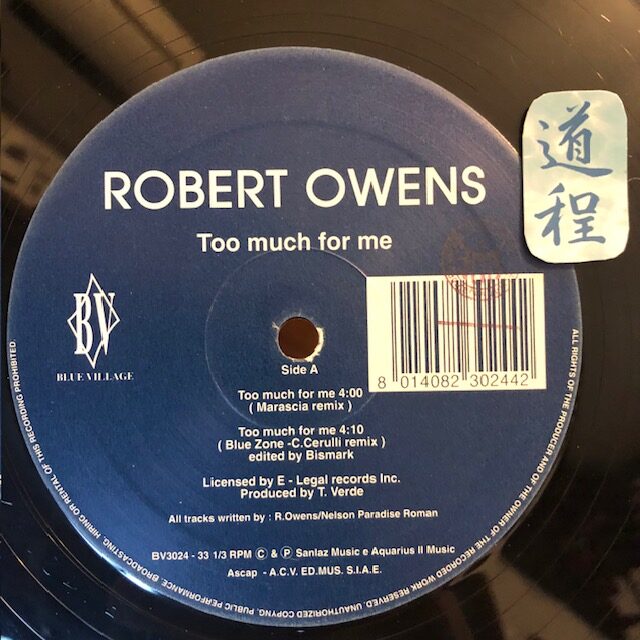 ROBERT OWENS
Too much for me
道
程
BV
BLUE VILLAGE
Side A
8 014082 302442
Too much for me 4:00
( Marascia remix )
Too much for me 4:10
( Blue Zone -C.Cerulli remix )
edited by Bismark
Licensed by E - Legal records Inc.
Produced by T. Verde
All tracks written by : R.Owens/Nelson Paradise Roman
BV3024 - 33 1/3 RPM © & ℗ Sanlaz Music e Aquarius II Music
Ascap - A.C.V. ED.MUS. S.I.A.E.
ALL RIGHTS OF THE PRODUCER AND OF THE OWNER OF THE RECORDED WORK RESERVED. UNAUTHORIZED COPYNG, PUBLIC PERFORMANCE, BROADCASTING, HIRING OR RENTAL OF THIS RECORDING PROHIBITED